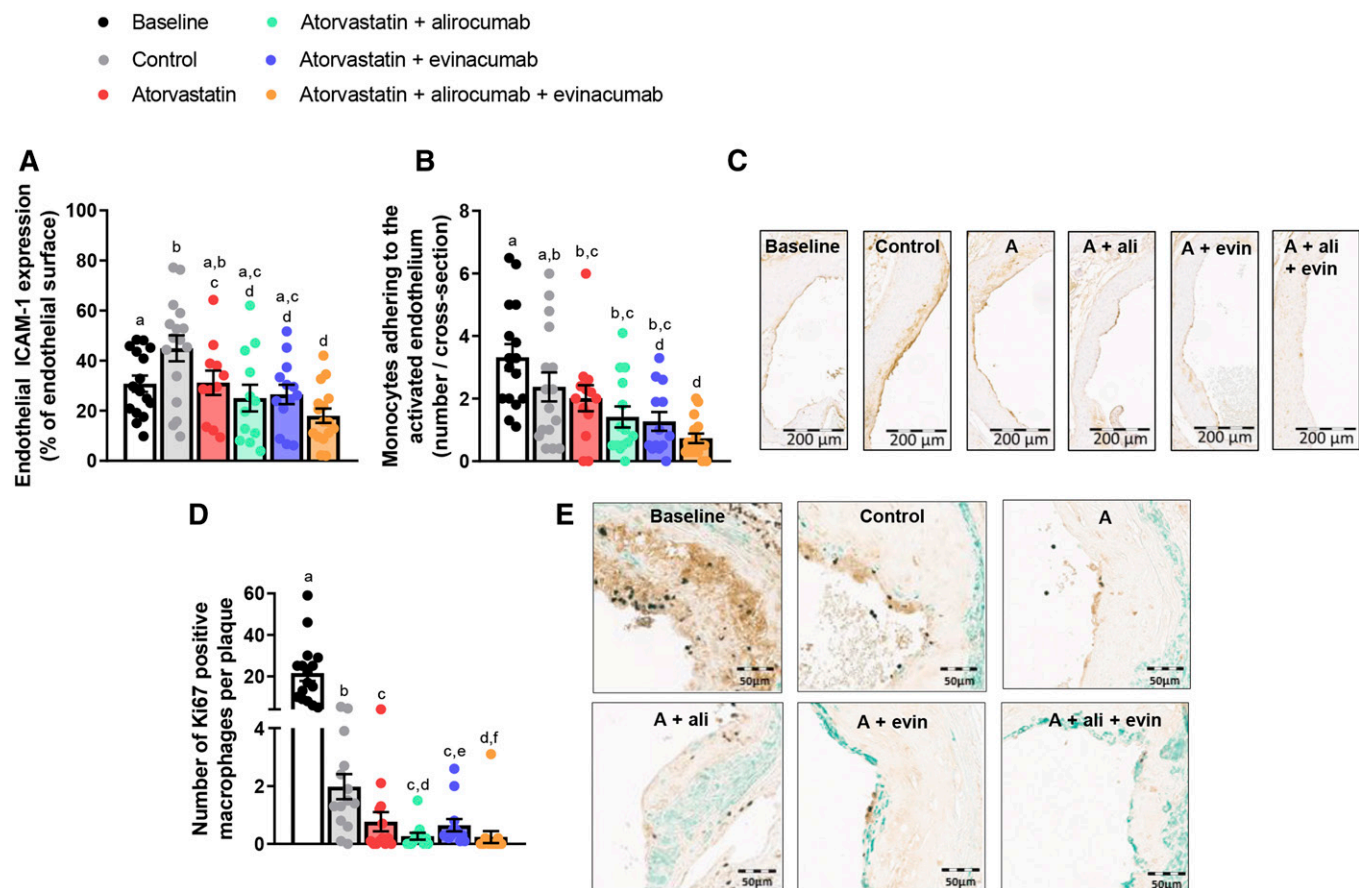 Baseline
Atorvastatin + alirocumab
Control
Atorvastatin + evinacumab
Atorvastatin
Atorvastatin + alirocumab + evinacumab
A
Endothelial ICAM-1 expression
(% of endothelial surface)
100
80
60
40
20
0
a
b
a,b
c
a,c
d
a,c
d
d
B
Monocytes adhering to the
activated endothelium
(number / cross-section)
8
6
4
2
0
a
a,b
b,c
b,c
b,c
d
d
C
Baseline
200 µm
Control
200 µm
A
200 µm
A + ali
200 µm
A + evin
200 µm
A + ali
+ evin
200 µm
D
Number of Ki67 positive
macrophages per plaque
60
40
20
4
2
0
a
b
c
c,d
c,e
d,f
E
Baseline
50µm
Control
50µm
A
50µm
A + ali
50µm
A + evin
50µm
A + ali + evin
50µm